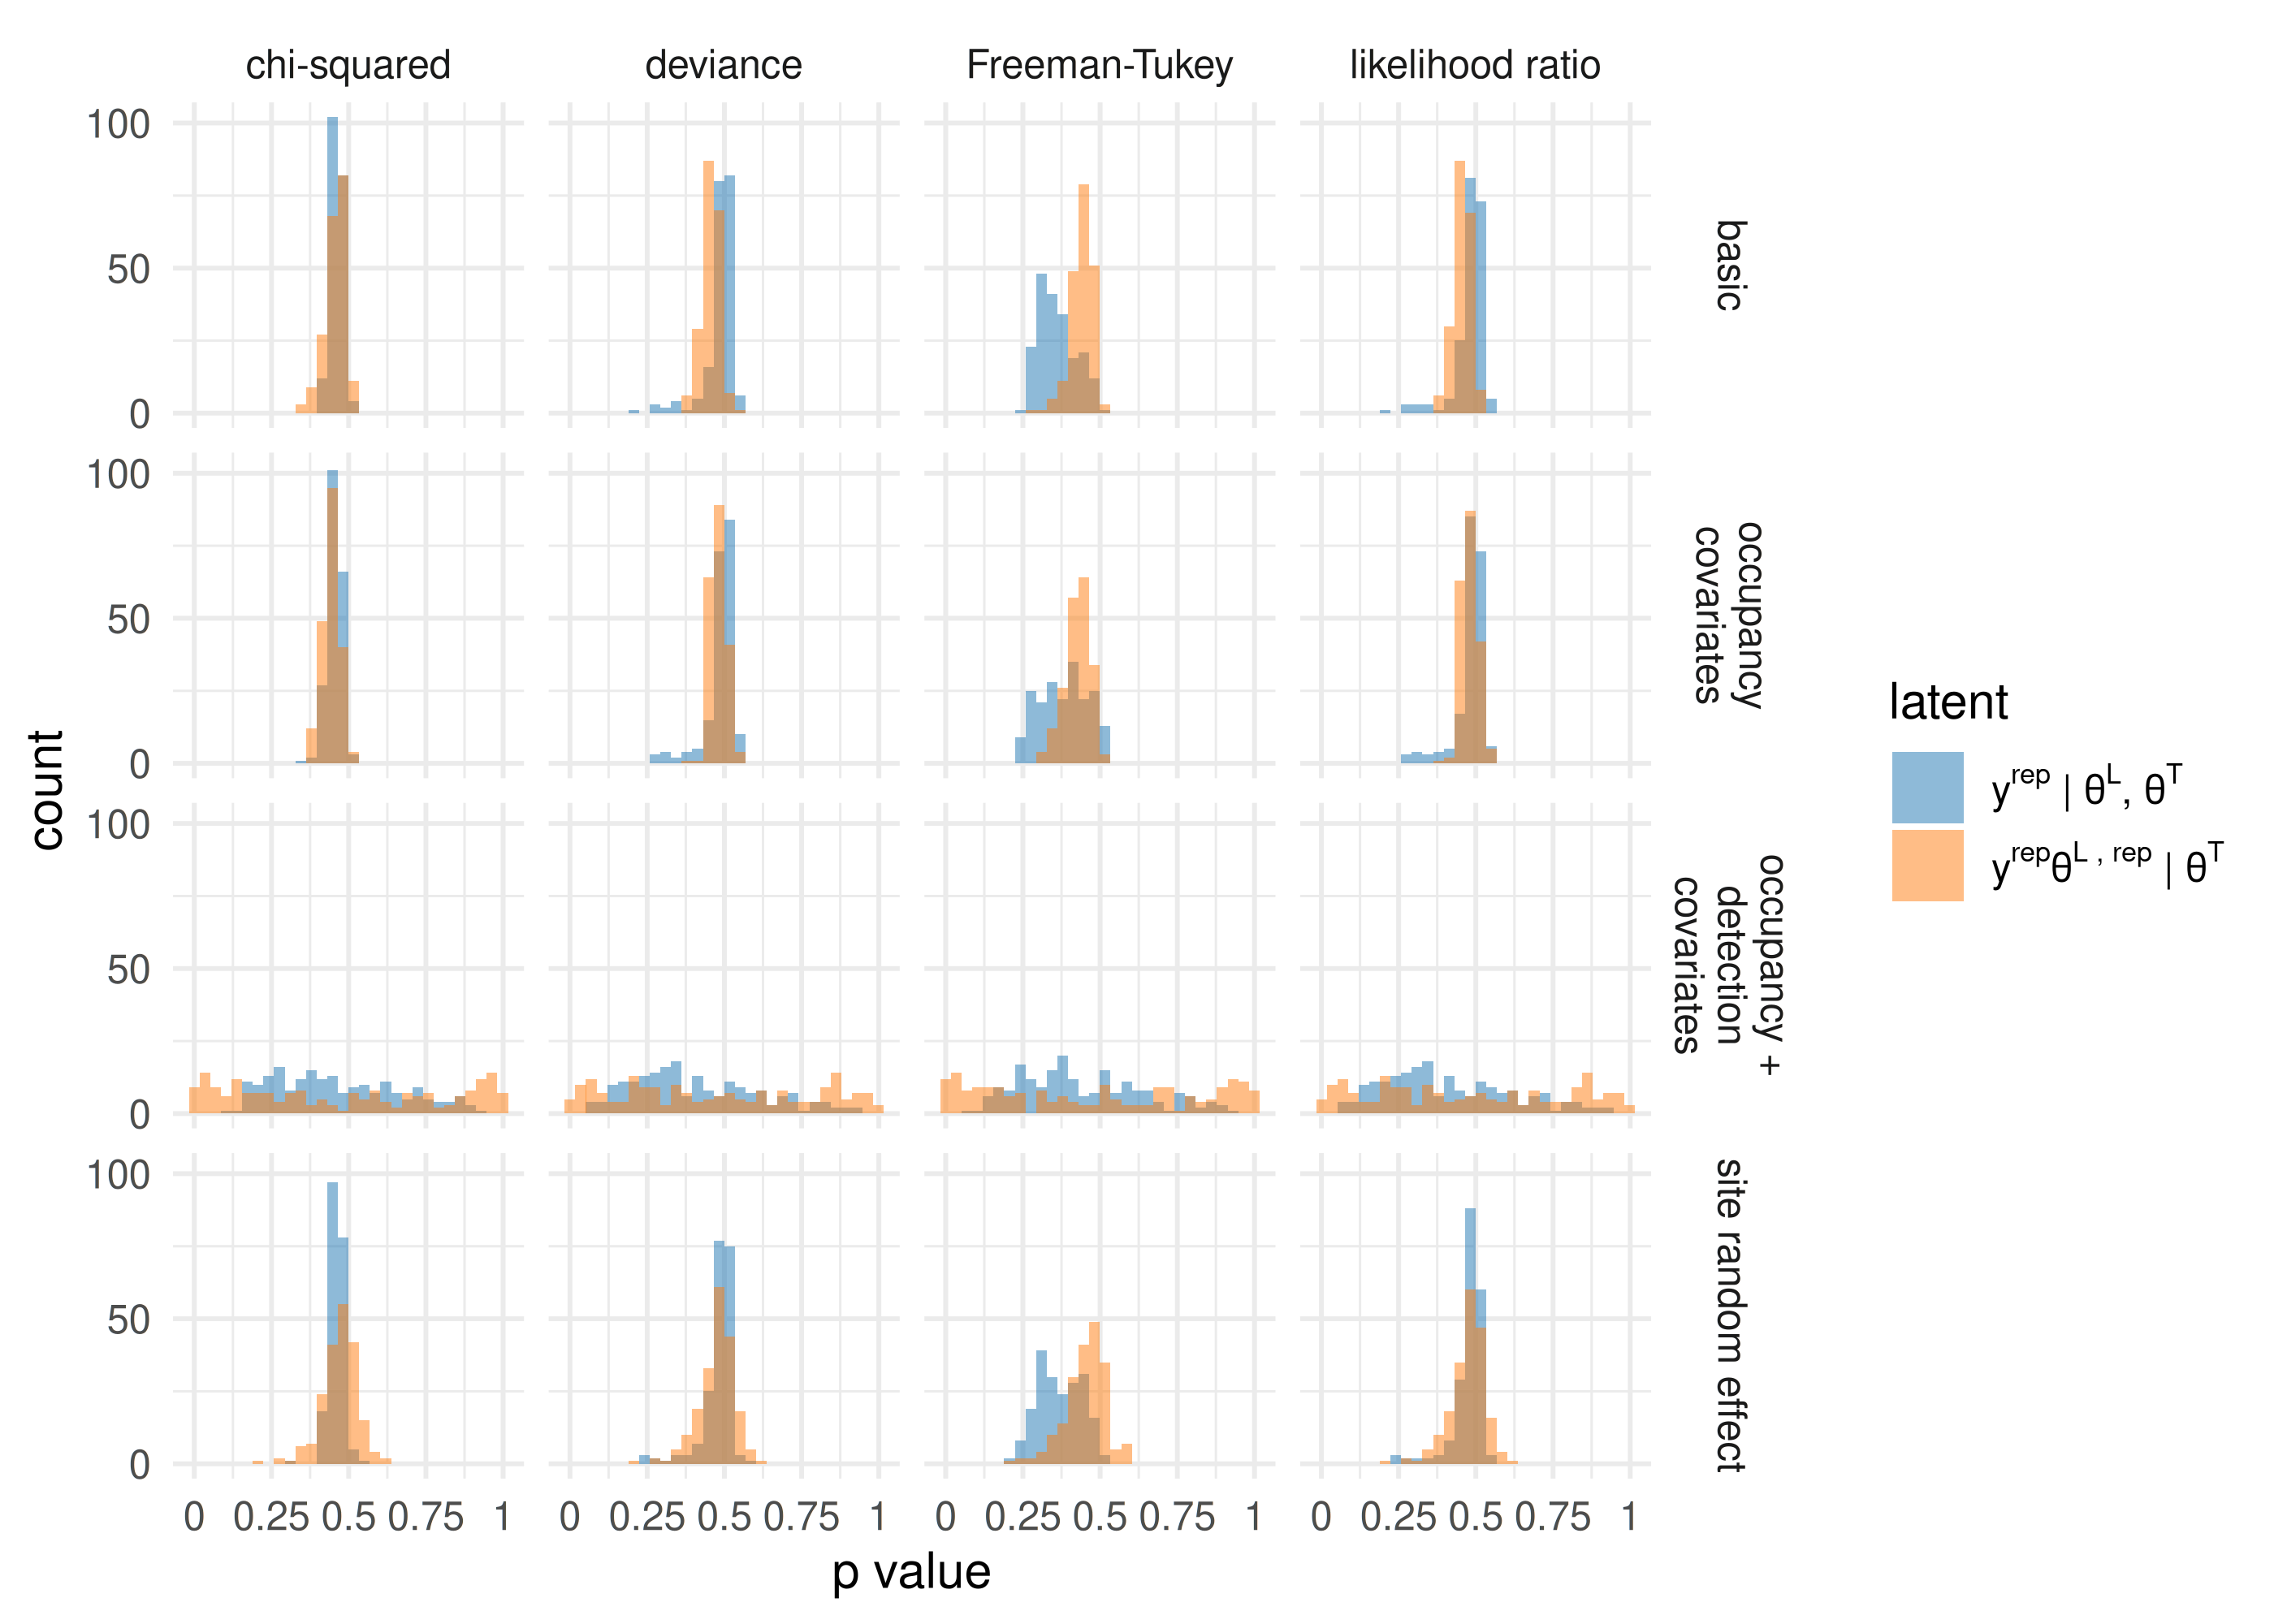 chi-squared deviance Freeman-Tukey likelihood ratio
100
50
0
basic
100
50
0
occupancy
covariates
100
50
0
occupancy +
detection
covariates
100
50
0
site random effect
0 0.25 0.5 0.75 1 0 0.25 0.5 0.75 1 0 0.25 0.5 0.75 1 0 0.25 0.5 0.75 1
p value
count
latent
y^rep | θ^L, θ^T
y^rep θ^L, rep | θ^T